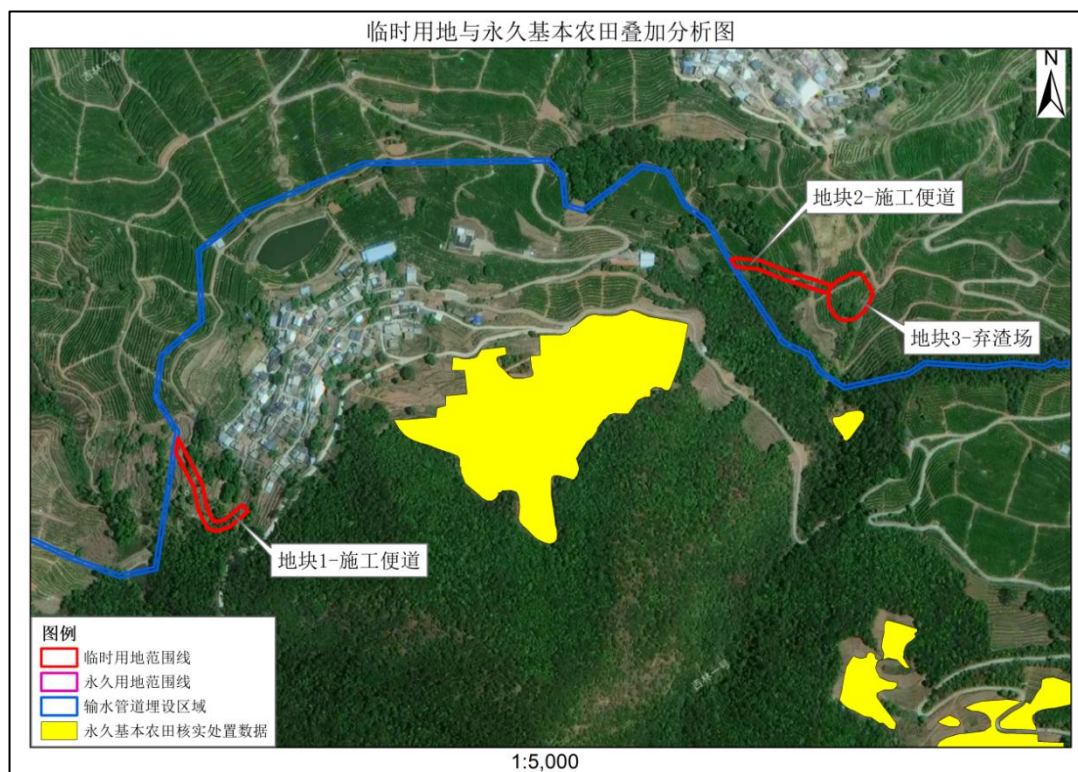 临时用地与永久基本农田叠加分析图
N
地块2-施工便道
地块3-弃渣场
地块1-施工便道
图例
临时用地范围线
永久用地范围线
输水管道埋设区域
永久基本农田核实处置数据
1:5,000